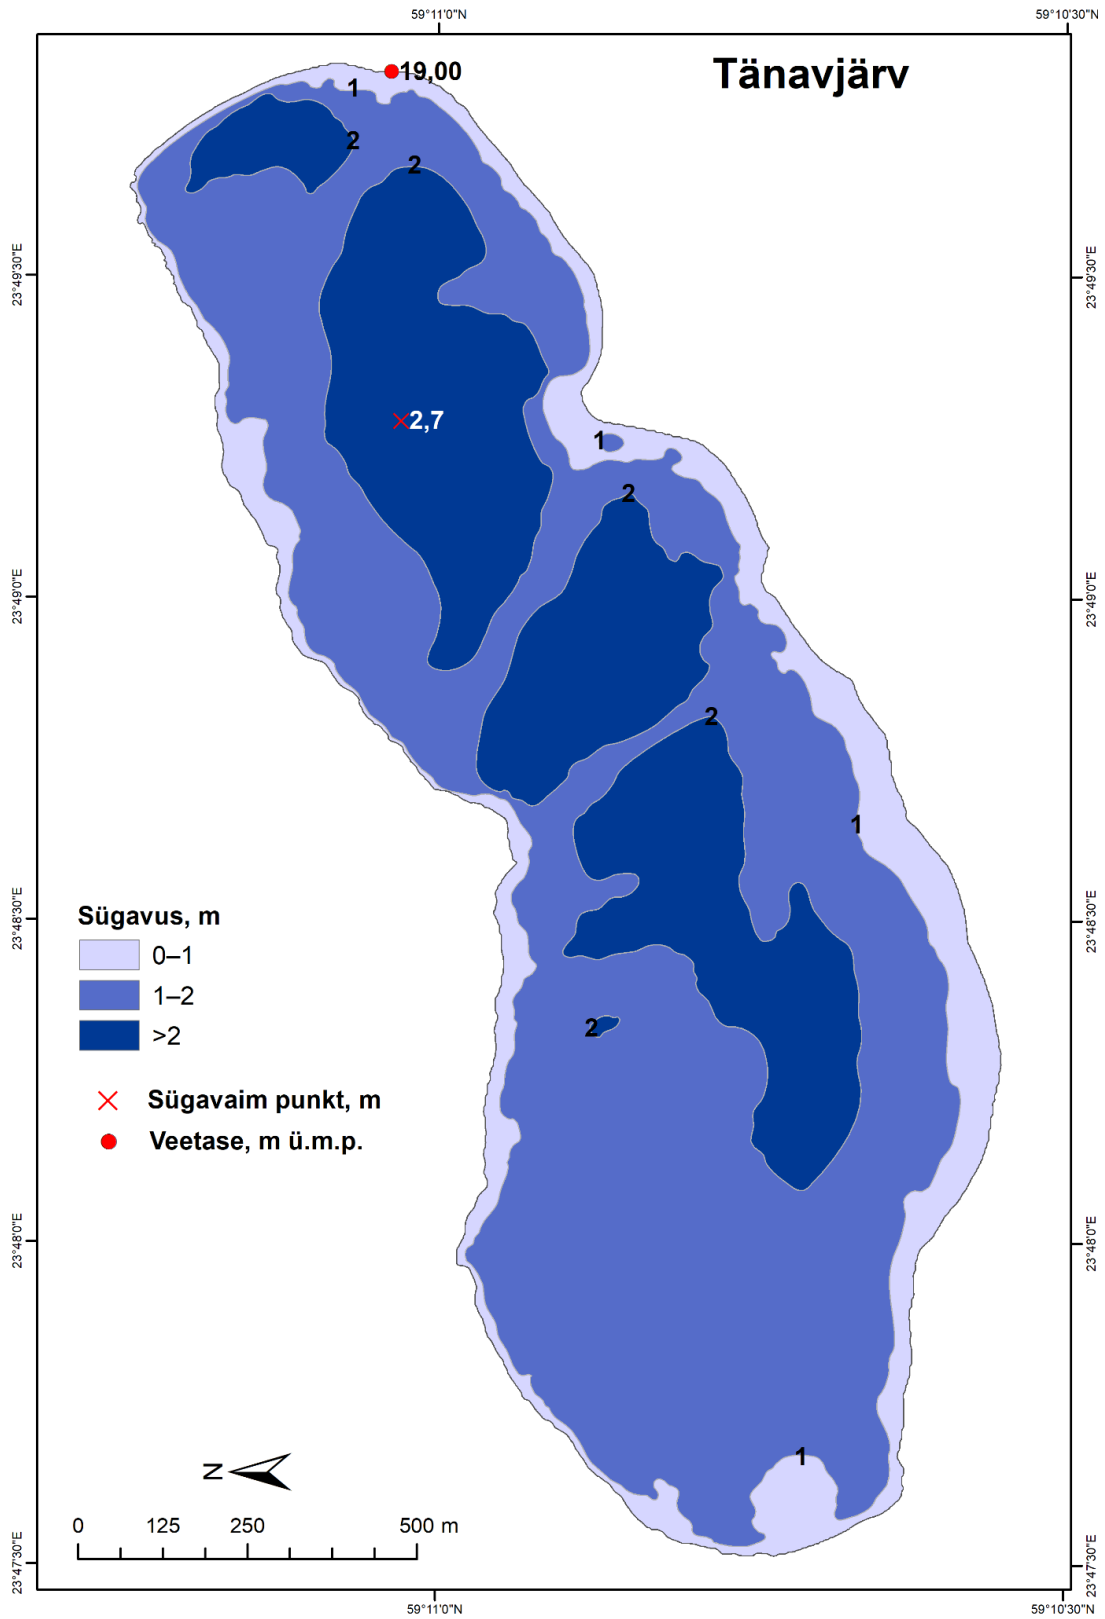 59°11'0"N
59°10'30"N
Tänavjärv
19,00
1
2
2
23°49'30"E
23°49'30"E
2,7
1
2
23°49'0"E
23°49'0"E
2
1
Sügavus, m
0–1
1–2
>2
23°48'30"E
23°48'30"E
2
Sügavaim punkt, m
Veetase, m ü.m.p.
23°48'0"E
23°48'0"E
1
N
0 125 250 500 m
23°47'30"E
23°47'30"E
59°11'0"N
59°10'30"N